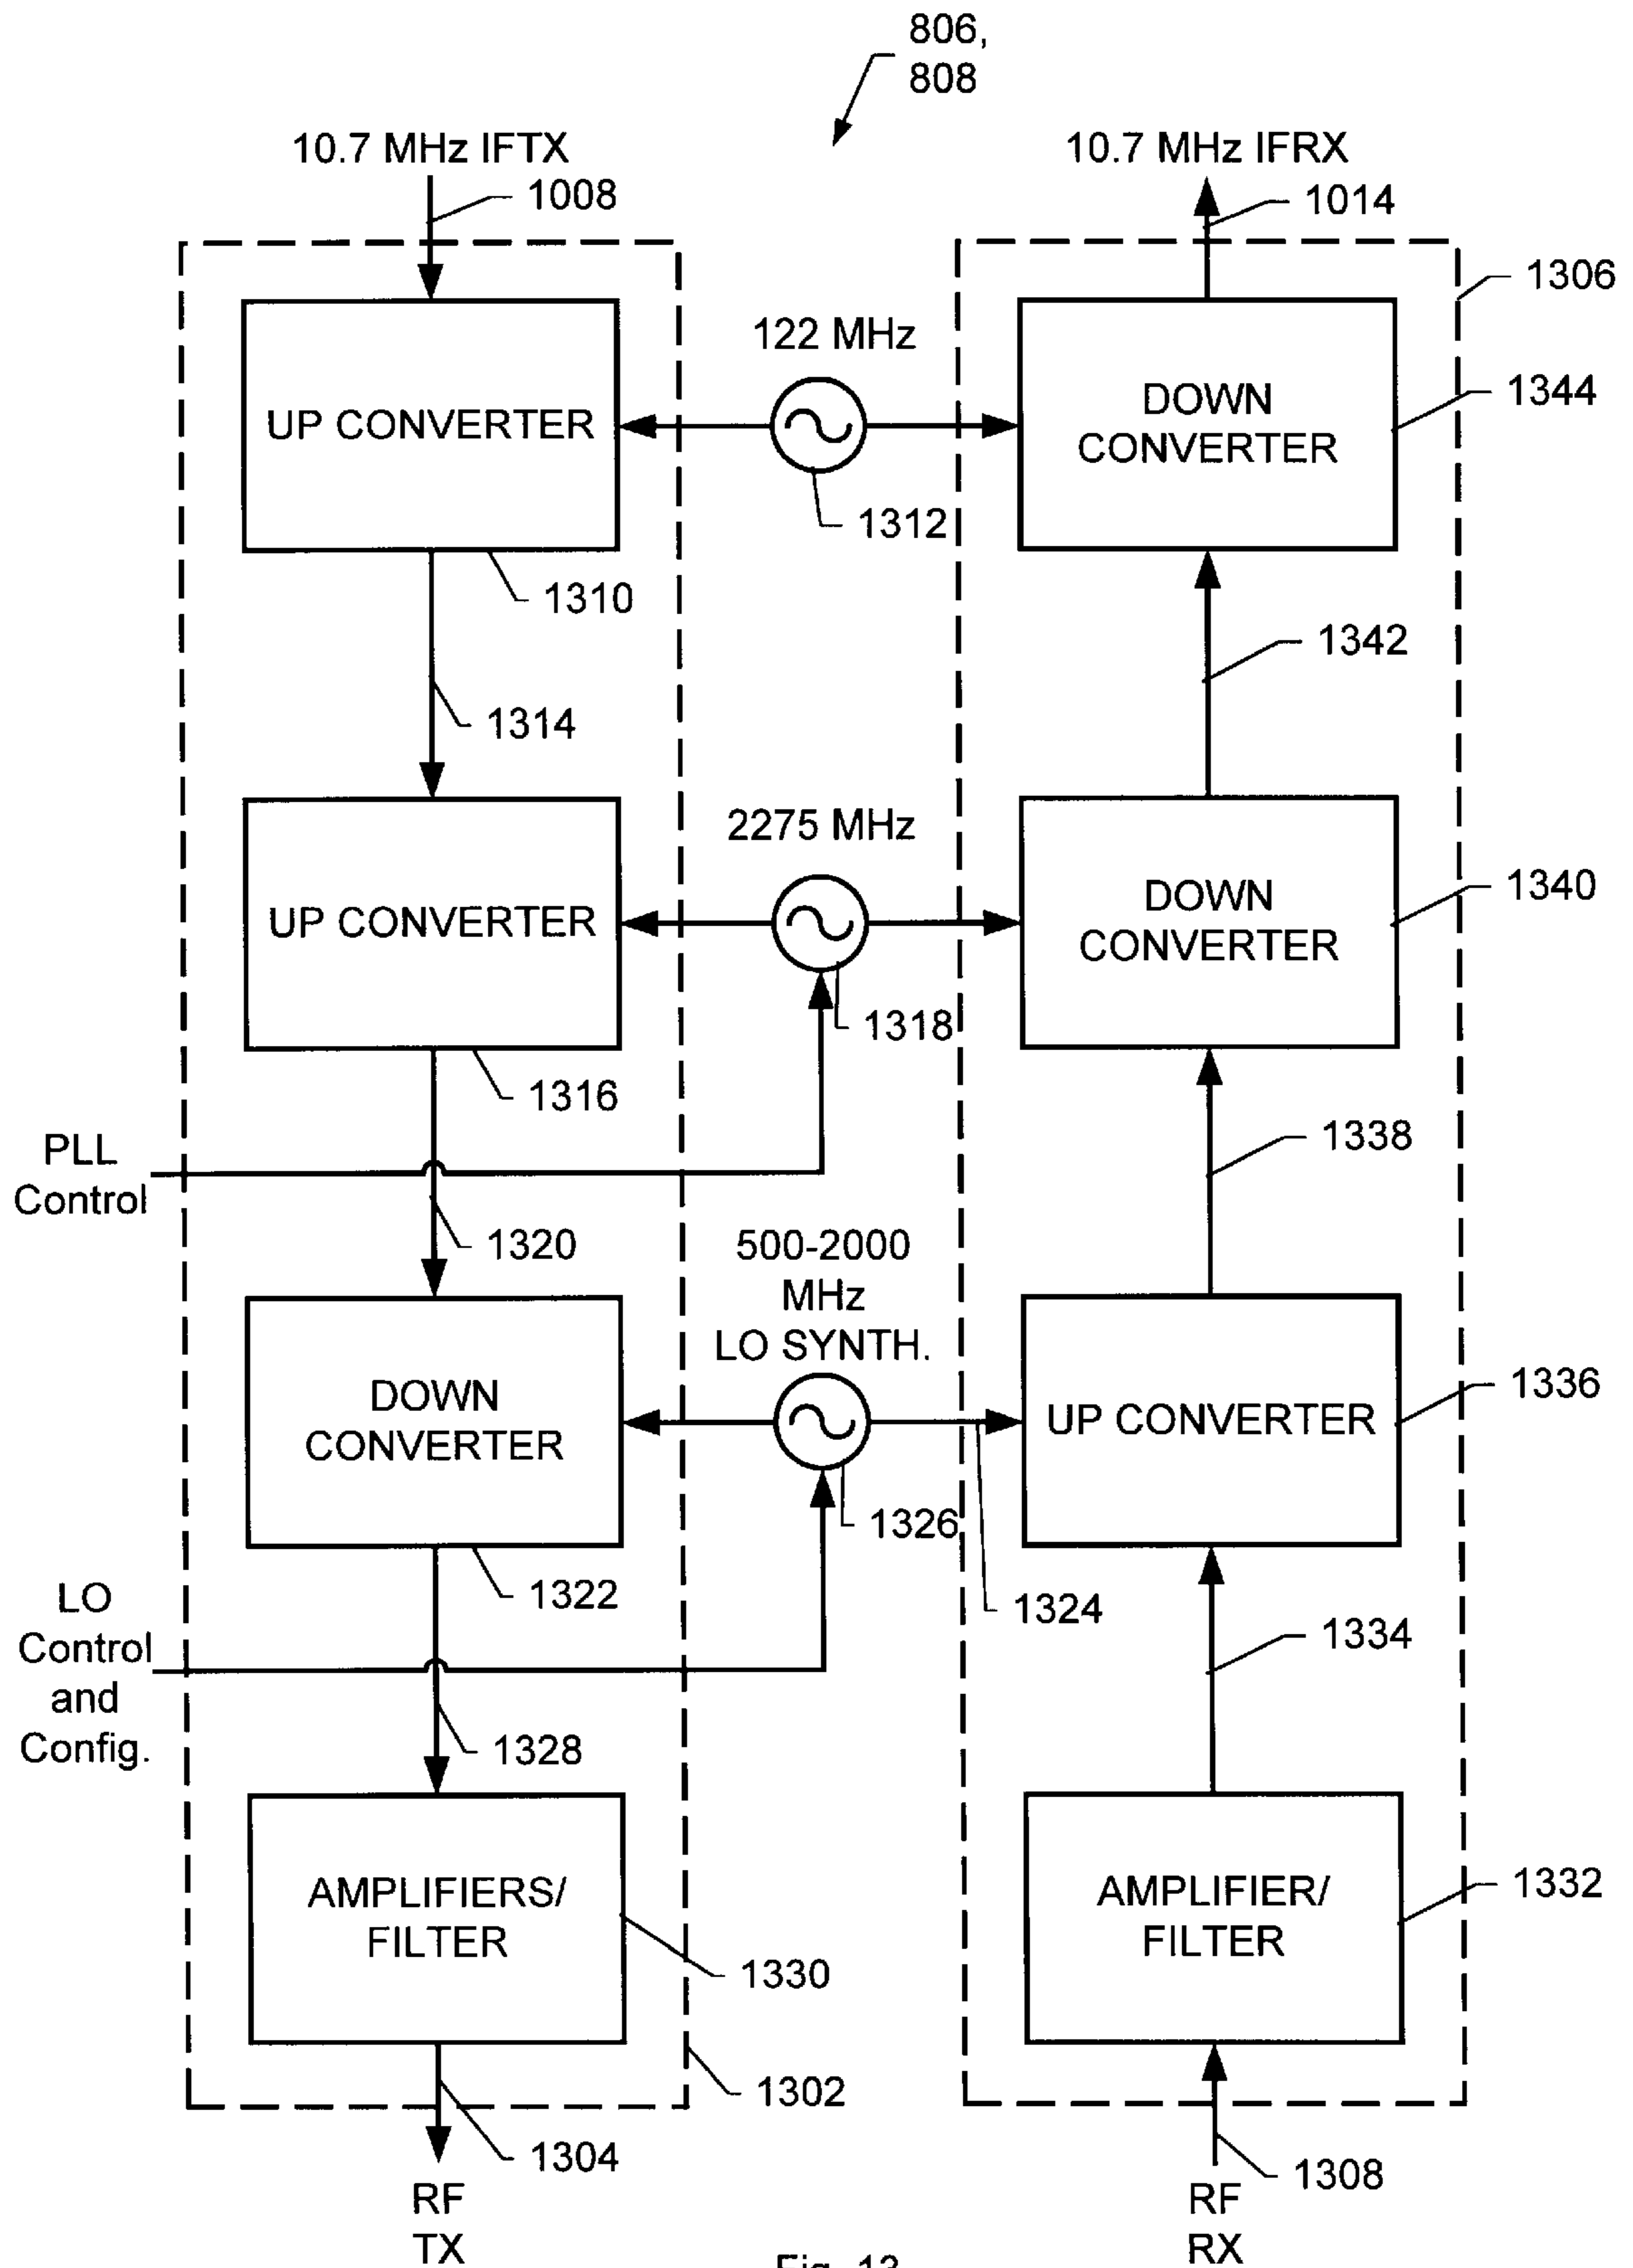 806,
808
10.7 MHz IFTX
10.7 MHz IFRX
1008
1014
1306
122 MHz
UP CONVERTER
DOWN
CONVERTER
1344
1312
1310
1342
1314
2275 MHz
UP CONVERTER
DOWN
CONVERTER
1340
1318
1316
PLL
Control
1338
1320
500-2000
MHz
LO SYNTH.
DOWN
CONVERTER
UP CONVERTER
1336
1326
1322
1324
LO
Control
and
Config.
1334
1328
AMPLIFIERS/
FILTER
AMPLIFIER/
FILTER
1332
1330
1302
1304
1308
RF
TX
RF
RX
Fig. 13